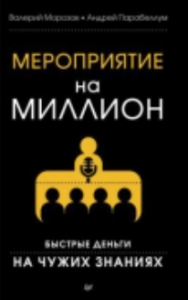 Валерий Морозов • Андрей Парабеллум
МЕРОПРИЯТИЕ
на
МИЛЛИОН
БЫСТРЫЕ ДЕНЬГИ
НА ЧУЖИХ ЗНАНИЯХ